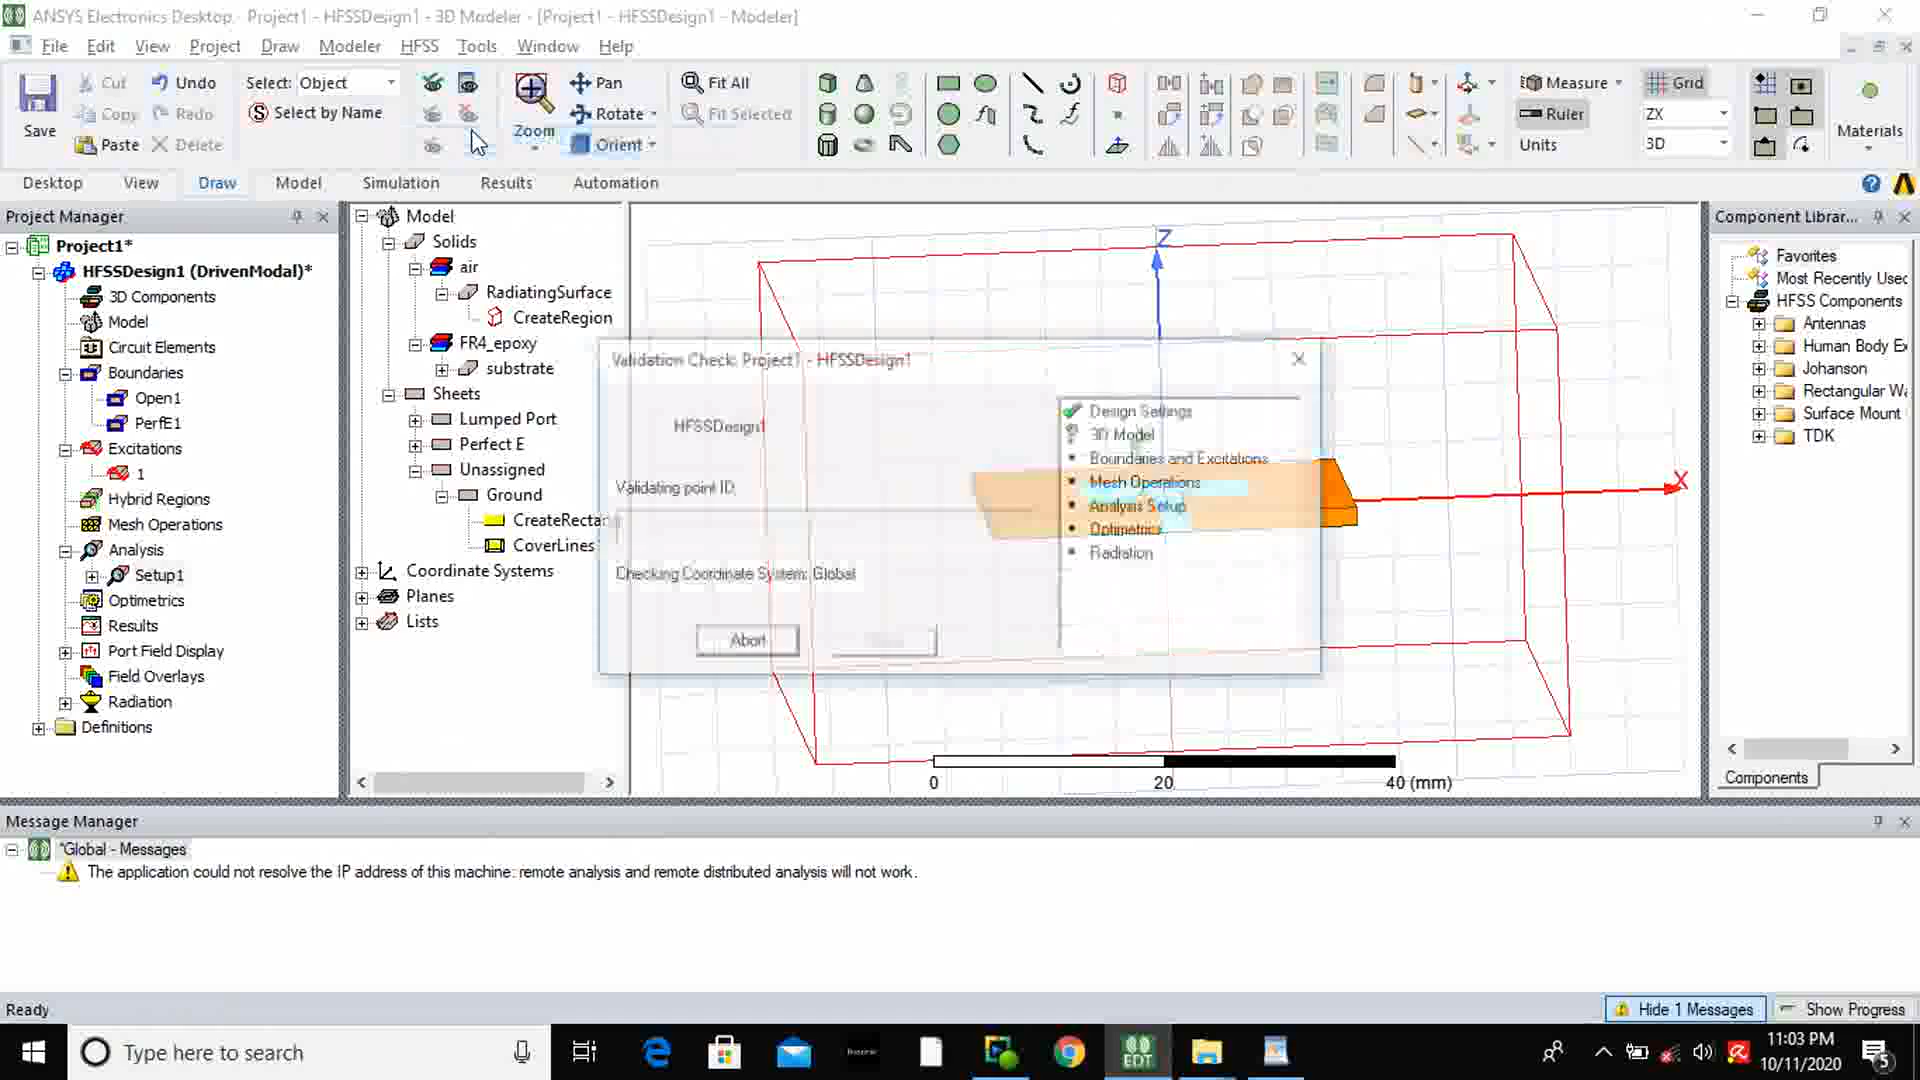 ANSYS Electronics Desktop - Project1 - HFSSDesign1 - 3D Modeler - [Project1 - HFSSDesign1 - Modeler]
File Edit View Project Draw Modeler HFSS Tools Window Help
Save
Cut
Copy
Paste
Undo
Redo
Delete
Select: Object
Select by Name
Zoom
Pan
Rotate
Orient
Fit All
Fit Selected
Measure
Ruler
Units
Grid
ZX
3D
Materials
Desktop View Draw Model Simulation Results Automation
Project Manager
Project1*
HFSSDesign1 (DrivenModal)*
3D Components
Model
Circuit Elements
Boundaries
Open1
PerfE1
Excitations
1
Hybrid Regions
Mesh Operations
Analysis
Setup1
Optimetrics
Results
Port Field Display
Field Overlays
Radiation
Definitions
Model
Solids
air
RadiatingSurface
CreateRegion
FR4_epoxy
substrate
Sheets
Lumped Port
Perfect E
Unassigned
Ground
CreateRectan
CoverLines
Coordinate Systems
Planes
Lists
Z
X
0 20 40 (mm)
Validation Check: Project1 - HFSSDesign1
HFSSDesign1
Validating point ID,
Checking Coordinate System: Global
Abort
Design Settings
3D Model
Boundaries and Excitations
Mesh Operations
Analysis Setup
Optimetrics
Radiation
Component Librar...
Favorites
Most Recently Used
HFSS Components
Antennas
Human Body Ex
Johanson
Rectangular Wa
Surface Mount
TDK
Components
Message Manager
*Global - Messages
The application could not resolve the IP address of this machine: remote analysis and remote distributed analysis will not work.
Ready
Hide 1 Messages
Show Progress
Type here to search
EDT
11:03 PM
10/11/2020
5